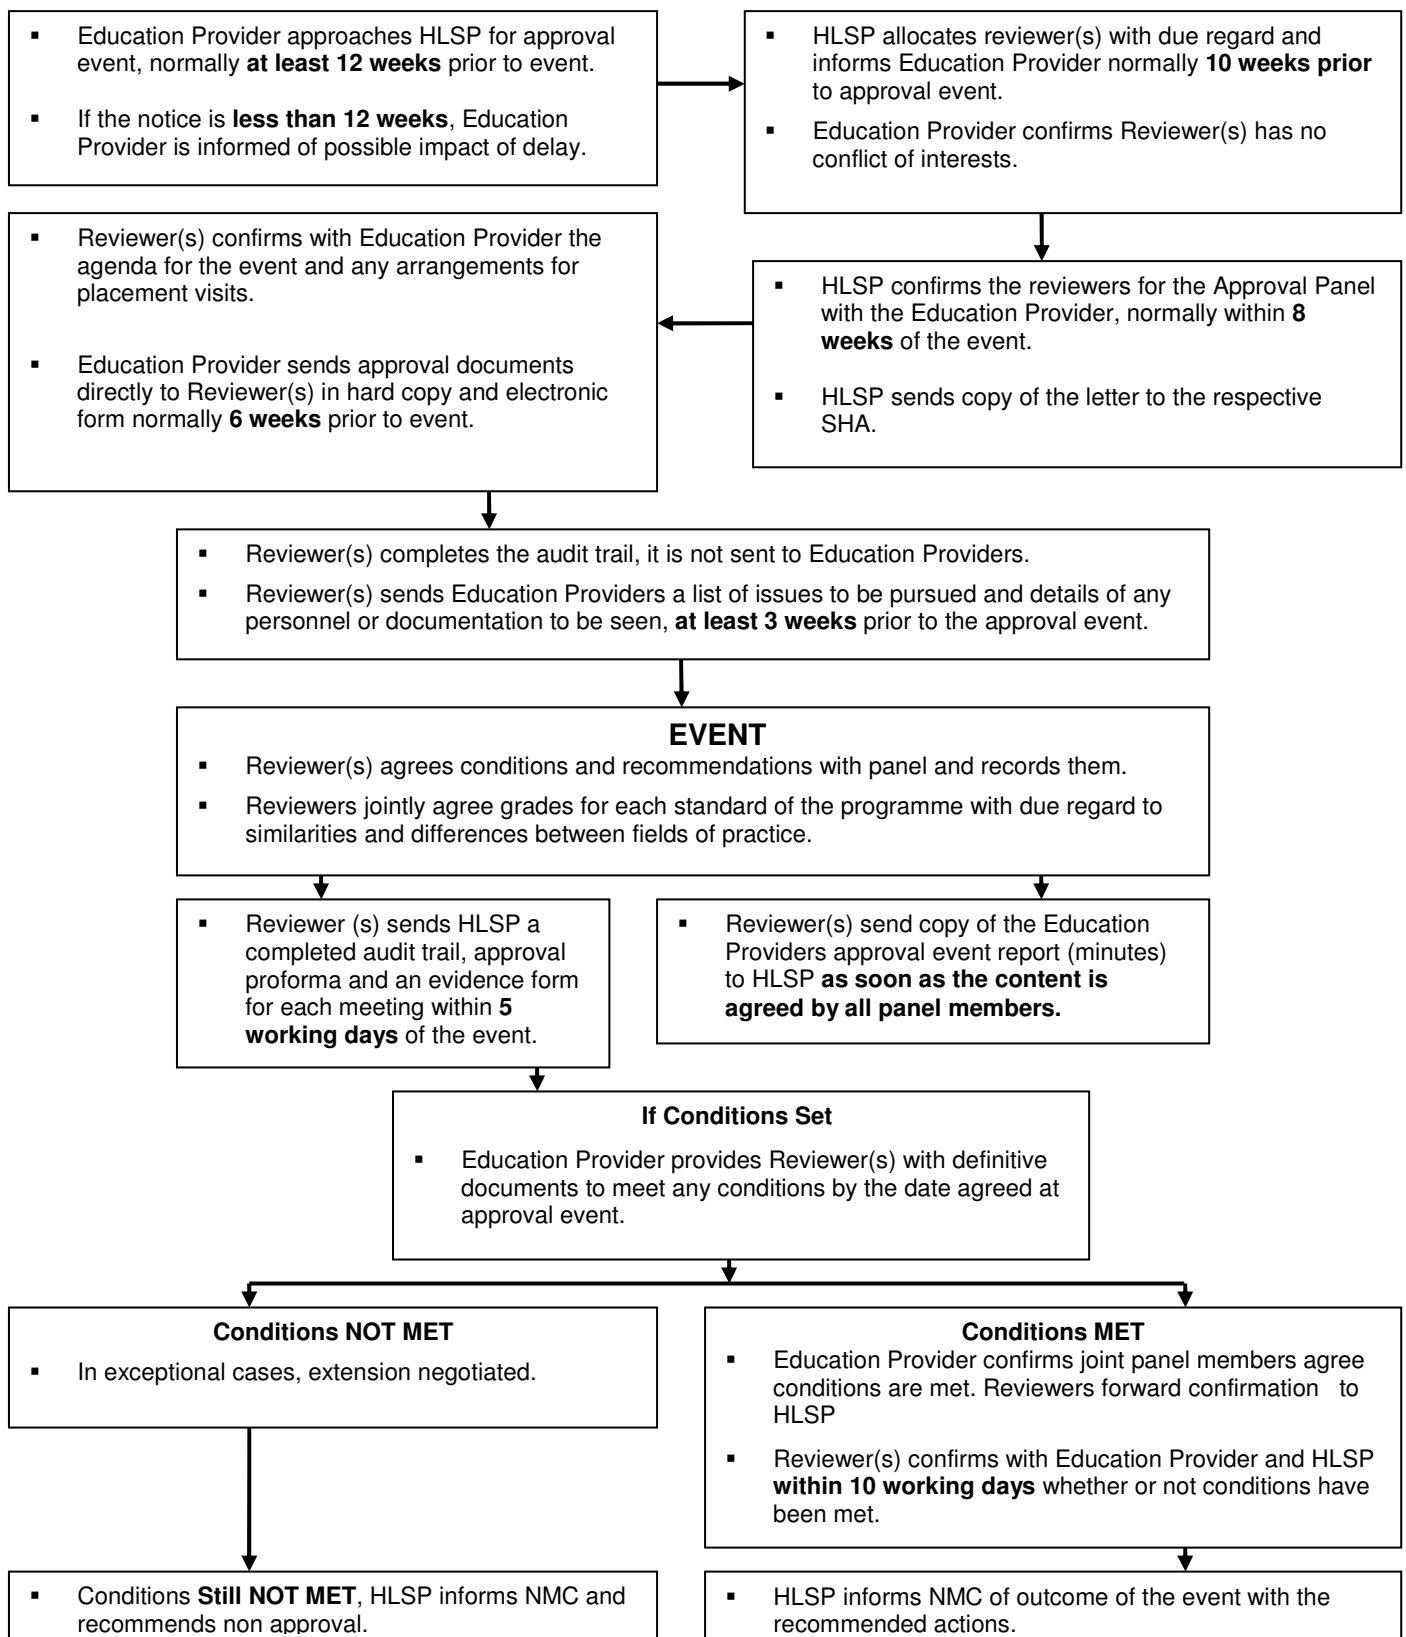 ▪ Education Provider approaches HLSP for approval
event, normally at least 12 weeks prior to event.
▪ If the notice is less than 12 weeks, Education
Provider is informed of possible impact of delay.
▪ HLSP allocates reviewer(s) with due regard and
informs Education Provider normally 10 weeks prior
to approval event.
▪ Education Provider confirms Reviewer(s) has no
conflict of interests.
▪ HLSP confirms the reviewers for the Approval Panel
with the Education Provider, normally within 8
weeks of the event.
▪ HLSP sends copy of the letter to the respective
SHA.
▪ Reviewer(s) confirms with Education Provider the
agenda for the event and any arrangements for
placement visits.
▪ Education Provider sends approval documents
directly to Reviewer(s) in hard copy and electronic
form normally 6 weeks prior to event.
▪ Reviewer(s) completes the audit trail, it is not sent to Education Providers.
▪ Reviewer(s) sends Education Providers a list of issues to be pursued and details of any
personnel or documentation to be seen, at least 3 weeks prior to the approval event.
EVENT
▪ Reviewer(s) agrees conditions and recommendations with panel and records them.
▪ Reviewers jointly agree grades for each standard of the programme with due regard to
similarities and differences between fields of practice.
▪ Reviewer (s) sends HLSP a
completed audit trail, approval
proforma and an evidence form
for each meeting within 5
working days of the event.
▪ Reviewer(s) send copy of the Education
Providers approval event report (minutes)
to HLSP as soon as the content is
agreed by all panel members.
If Conditions Set
▪ Education Provider provides Reviewer(s) with definitive
documents to meet any conditions by the date agreed at
approval event.
Conditions NOT MET
▪ In exceptional cases, extension negotiated.
Conditions MET
▪ Education Provider confirms joint panel members agree
conditions are met. Reviewers forward confirmation to
HLSP
▪ Reviewer(s) confirms with Education Provider and HLSP
within 10 working days whether or not conditions have
been met.
▪ Conditions Still NOT MET, HLSP informs NMC and
recommends non approval.
▪ HLSP informs NMC of outcome of the event with the
recommended actions.